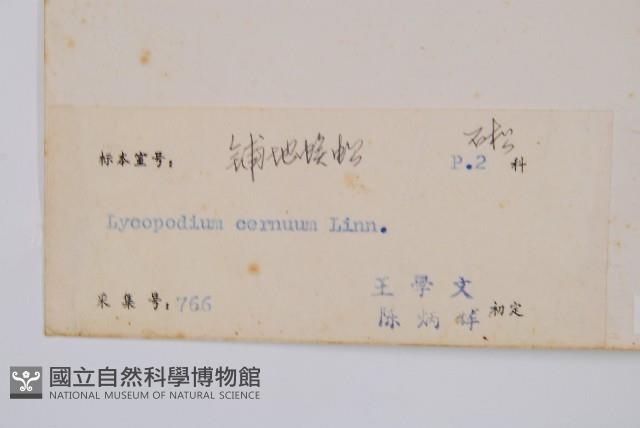 标本室号: 铺地蜈蚣 石松
P.2 科
Lycopodium cernuum Linn.
采集号: 766
王學文
陈炳辉 初定
國立自然科學博物館
NATIONAL MUSEUM OF NATURAL SCIENCE